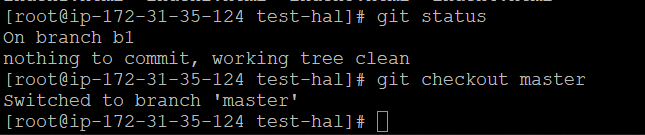 [root@ip-172-31-35-124 test-hal]# git status
On branch b1
nothing to commit, working tree clean
[root@ip-172-31-35-124 test-hal]# git checkout master
Switched to branch 'master'
[root@ip-172-31-35-124 test-hal]#